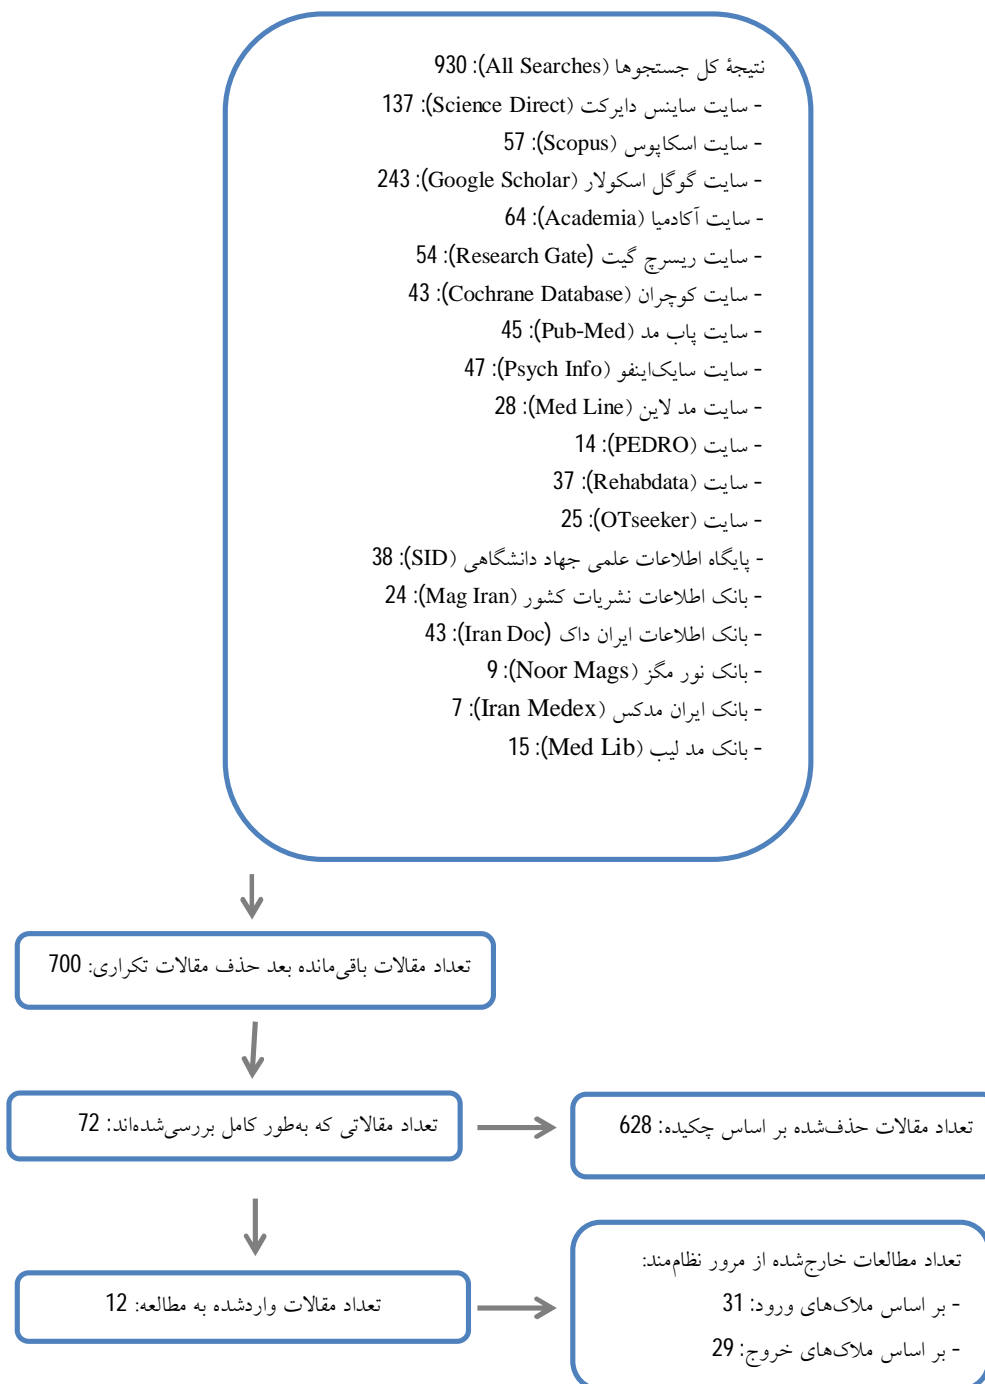 نتیجهٔ کل جستجوها (All Searches): 930
- سایت ساینس دایرکت (Science Direct): 137
- سایت اسکاپوس (Scopus): 57
- سایت گوگل اسکولار (Google Scholar): 243
- سایت آکادمیا (Academia): 64
- سایت ریسرچ گیت (Research Gate): 54
- سایت کوچران (Cochrane Database): 43
- سایت پاب مد (Pub-Med): 45
- سایت سایک‌اینفو (Psych Info): 47
- سایت مد لاین (Med Line): 28
- سایت (PEDRO): 14
- سایت (Rehabdata): 37
- سایت (OTseeker): 25
- پایگاه اطلاعات علمی جهاد دانشگاهی (SID): 38
- بانک اطلاعات نشریات کشور (Mag Iran): 24
- بانک اطلاعات ایران داک (Iran Doc): 43
- بانک نور مگز (Noor Mags): 9
- بانک ایران مدکس (Iran Medex): 7
- بانک مد لیب (Med Lib): 15
تعداد مقالات باقی‌مانده بعد حذف مقالات تکراری: 700
تعداد مقالاتی که به‌طور کامل بررسی‌شده‌اند: 72
تعداد مقالات حذف‌شده بر اساس چکیده: 628
تعداد مقالات واردشده به مطالعه: 12
تعداد مطالعات خارج‌شده از مرور نظام‌مند:
- بر اساس ملاک‌های ورود: 31
- بر اساس ملاک‌های خروج: 29